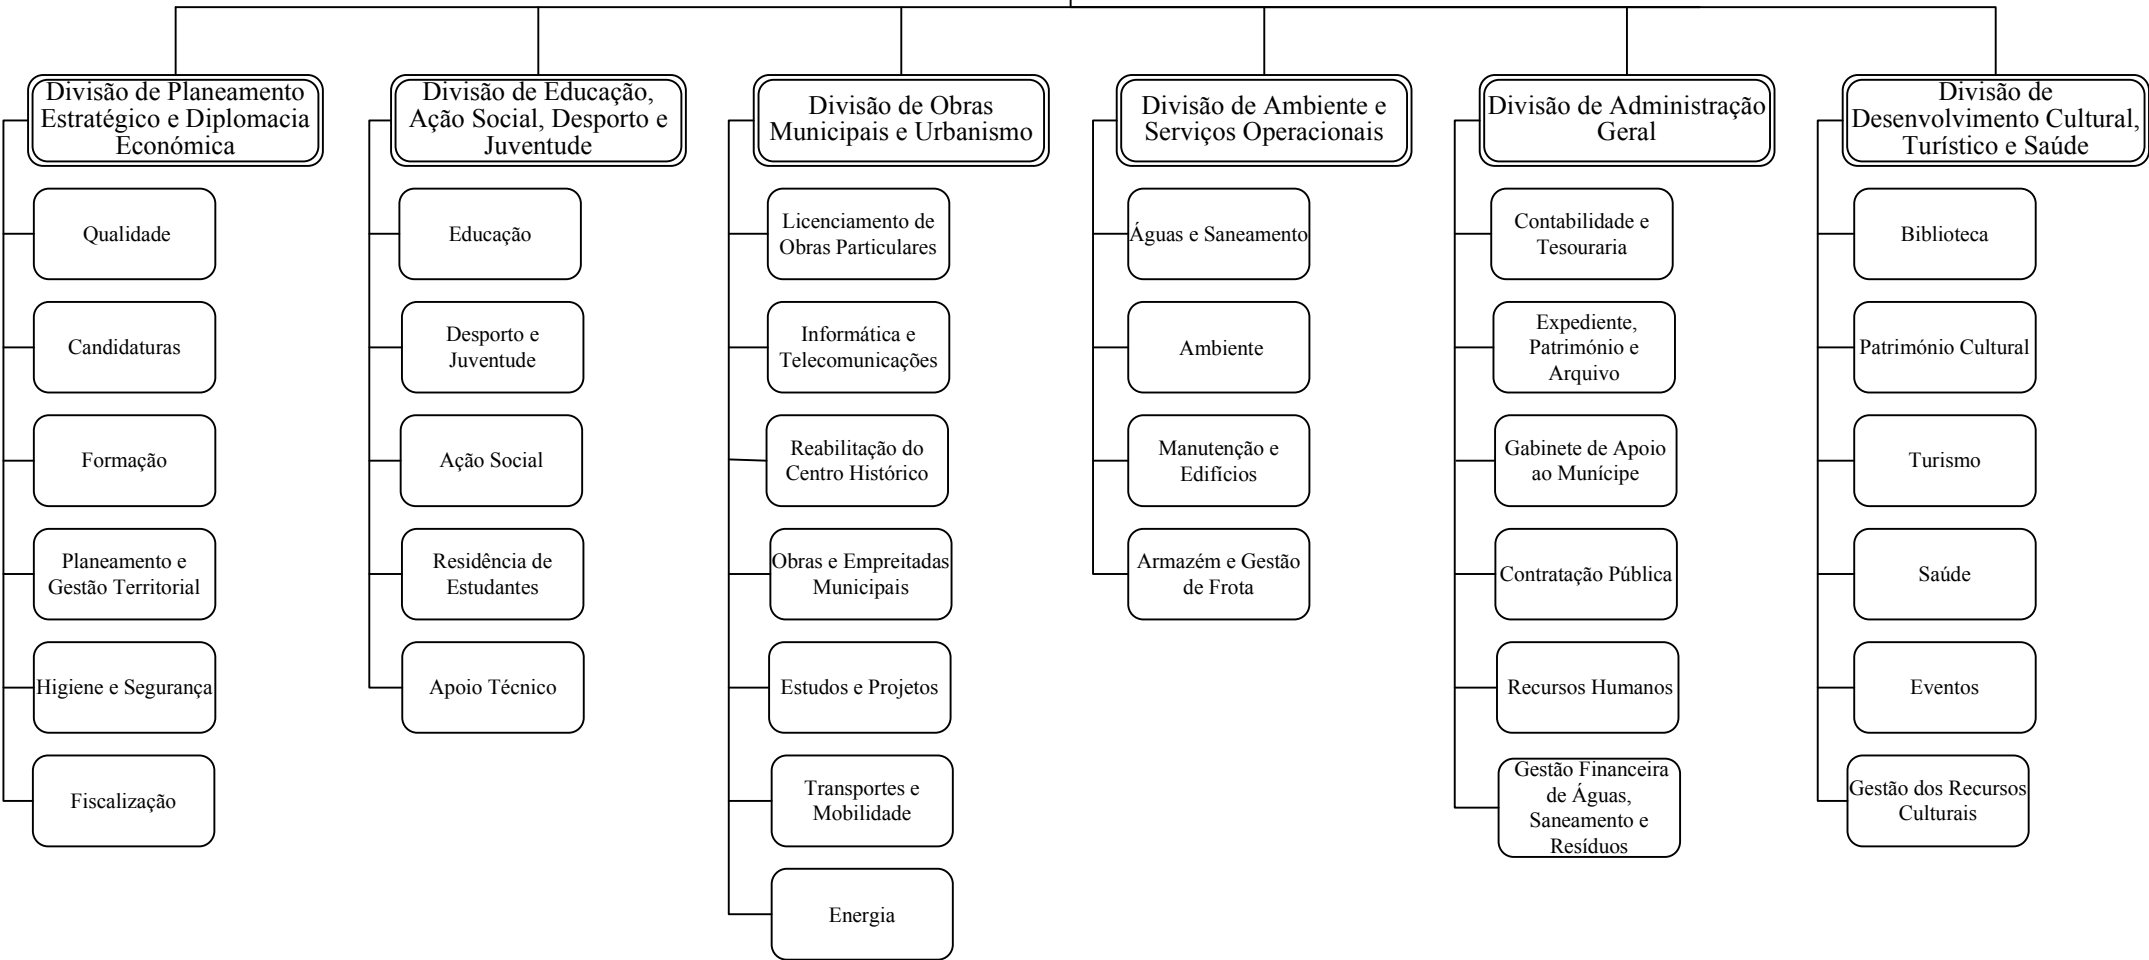 Divisão de Planeamento
Estratégico e Diplomacia
Económica
Qualidade
Candidaturas
Formação
Planeamento e
Gestão Territorial
Higiene e Segurança
Fiscalização
Divisão de Educação,
Ação Social, Desporto e
Juventude
Educação
Desporto e
Juventude
Ação Social
Residência de
Estudantes
Apoio Técnico
Divisão de Obras
Municipais e Urbanismo
Licenciamento de
Obras Particulares
Informática e
Telecomunicações
Reabilitação do
Centro Histórico
Obras e Empreitadas
Municipais
Estudos e Projetos
Transportes e
Mobilidade
Energia
Divisão de Ambiente e
Serviços Operacionais
Águas e Saneamento
Ambiente
Manutenção e
Edifícios
Armazém e Gestão
de Frota
Divisão de Administração
Geral
Contabilidade e
Tesouraria
Expediente,
Património e
Arquivo
Gabinete de Apoio
ao Munícipe
Contratação Pública
Recursos Humanos
Gestão Financeira
de Águas,
Saneamento e
Resíduos
Divisão de
Desenvolvimento Cultural,
Turístico e Saúde
Biblioteca
Património Cultural
Turismo
Saúde
Eventos
Gestão dos Recursos
Culturais